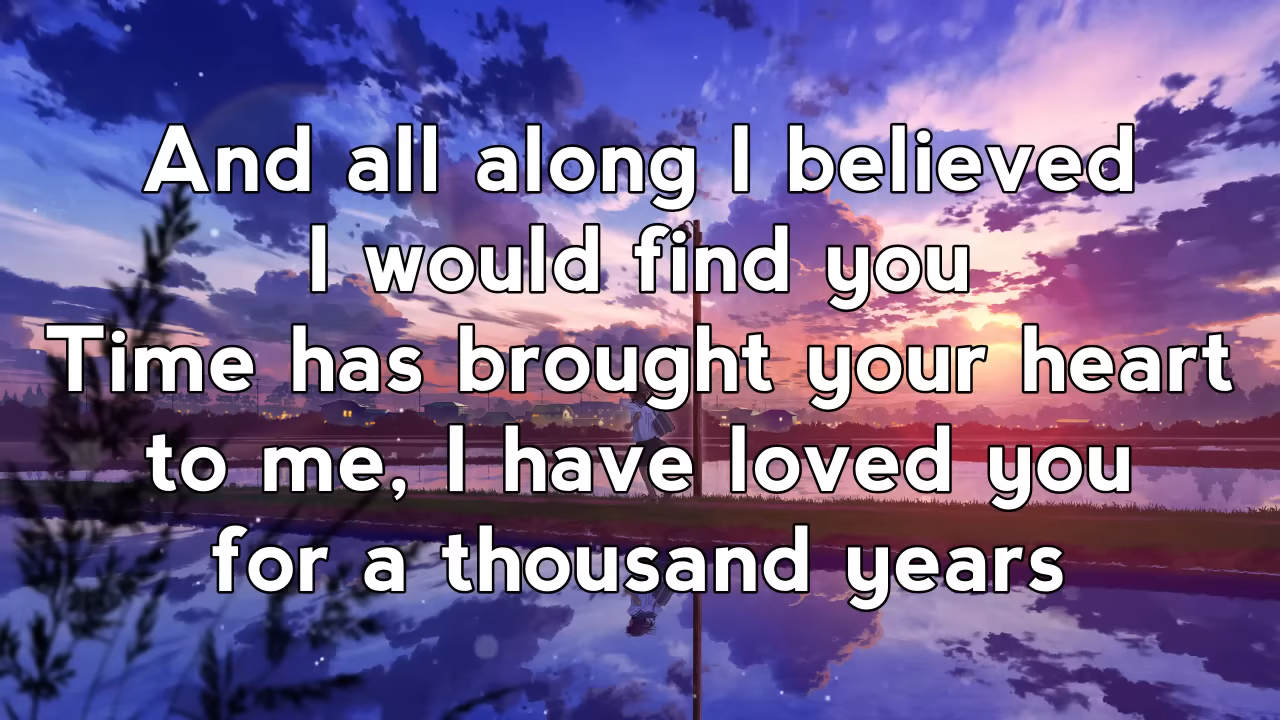 And all along I believed
I would find you
Time has brought your heart
to me, I have loved you
for a thousand years